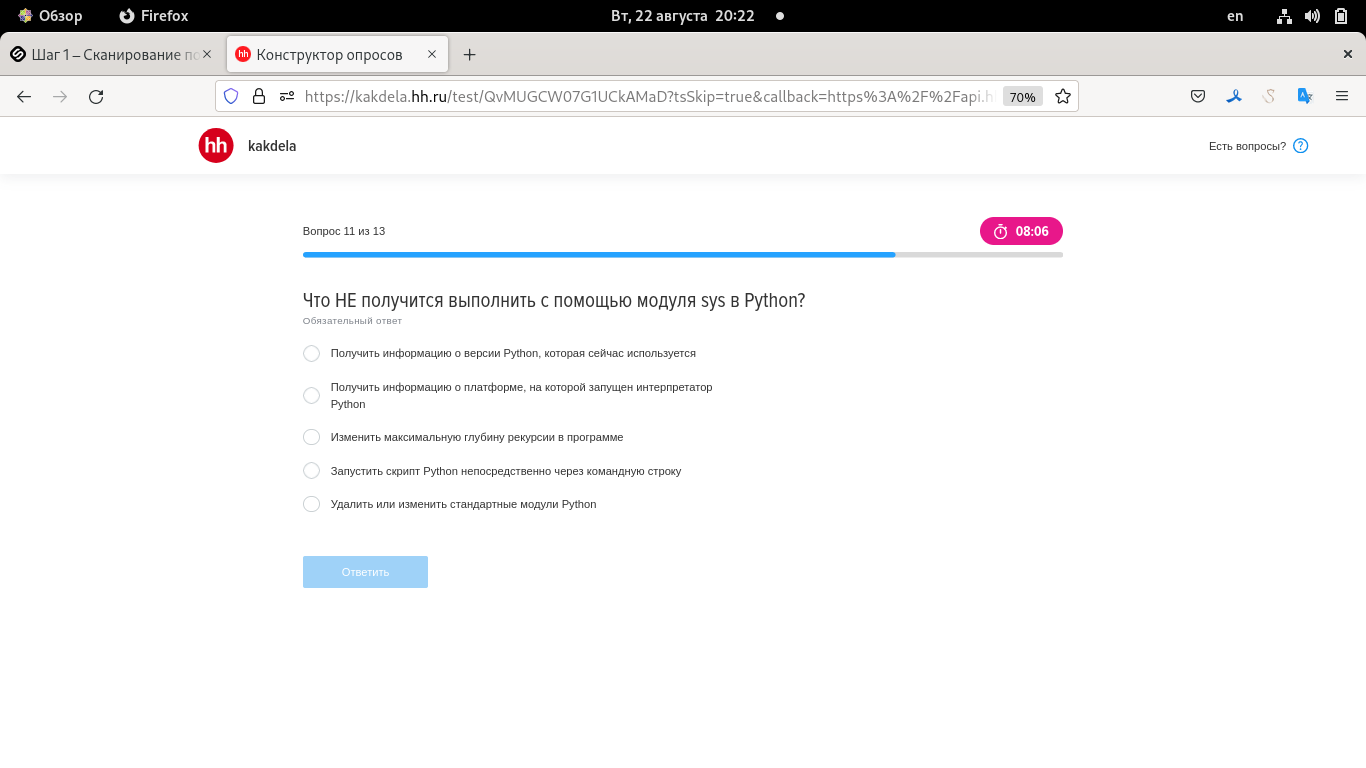 Обзор Firefox Вт, 22 августа 20:22 en
Шаг 1 – Сканирование по Конструктор опросов
https://kakdela.hh.ru/test/QvMUGCW07G1UCkAMaD?tsSkip=true&callback=https%3A%2F%2Fapi.h 70%
hh kakdela Есть вопросы?
Вопрос 11 из 13 08:06
Что НЕ получится выполнить с помощью модуля sys в Python?
Обязательный ответ
Получить информацию о версии Python, которая сейчас используется
Получить информацию о платформе, на которой запущен интерпретатор
Python
Изменить максимальную глубину рекурсии в программе
Запустить скрипт Python непосредственно через командную строку
Удалить или изменить стандартные модули Python
Ответить